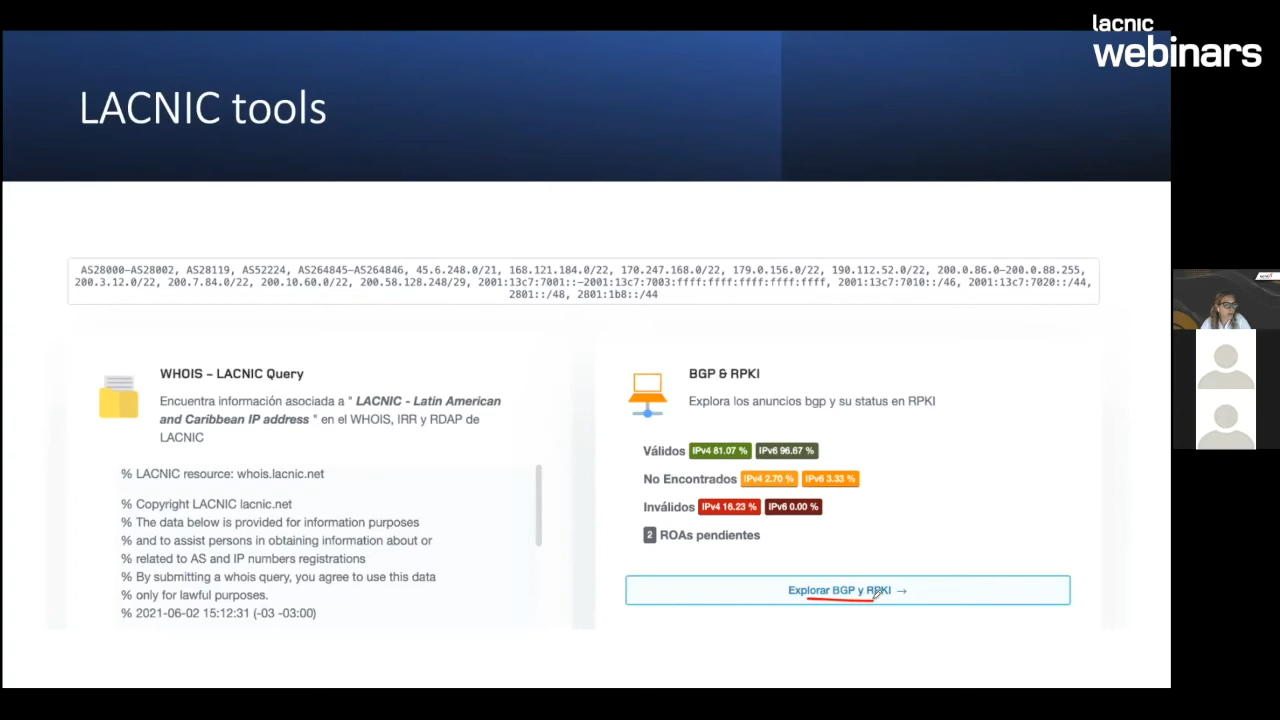 lacnic
webinars
LACNIC tools
AS28000-AS28002, AS28119, AS52224, AS264845-AS264846, 45.6.248.0/21, 168.121.184.0/22, 170.247.168.0/22, 179.0.156.0/22, 190.112.52.0/22, 200.0.86.0-200.0.88.255,
200.3.12.0/22, 200.7.84.0/22, 200.10.60.0/22, 200.58.128.248/29, 2001:13c7:7001::-2001:13c7:7003:ffff:ffff:ffff:ffff:ffff, 2001:13c7:7010::/46, 2001:13c7:7020::/44,
2801::/48, 2801:1b8::/44
WHOIS – LACNIC Query
Encuentra información asociada a " LACNIC - Latin American
and Caribbean IP address " en el WHOIS, IRR y RDAP de
LACNIC
% LACNIC resource: whois.lacnic.net
% Copyright LACNIC lacnic.net
% The data below is provided for information purposes
% and to assist persons in obtaining information about or
% related to AS and IP numbers registrations
% By submitting a whois query, you agree to use this data
% only for lawful purposes.
% 2021-06-02 15:12:31 (-03 -03:00)
BGP & RPKI
Explora los anuncios bgp y su status en RPKI
Válidos IPv4 81.07 % IPv6 96.67 %
No Encontrados IPv4 2.70 % IPv6 3.33 %
Inválidos IPv4 16.23 % IPv6 0.00 %
2 ROAs pendientes
Explorar BGP y RPKI →